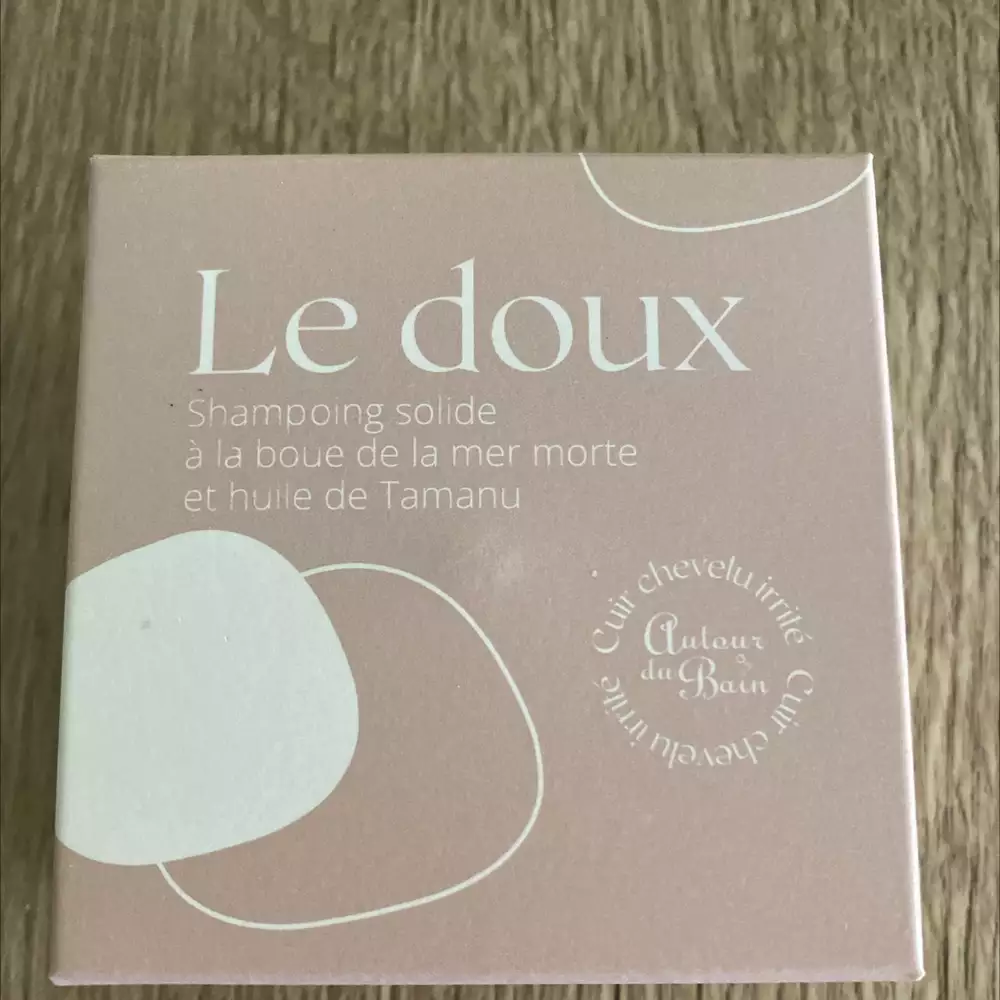 Le doux
Shampoing solide
à la boue de la mer morte
et huile de Tamanu
Cuir chevelu irrité Cuir chevelu irrité
Autour
du Bain